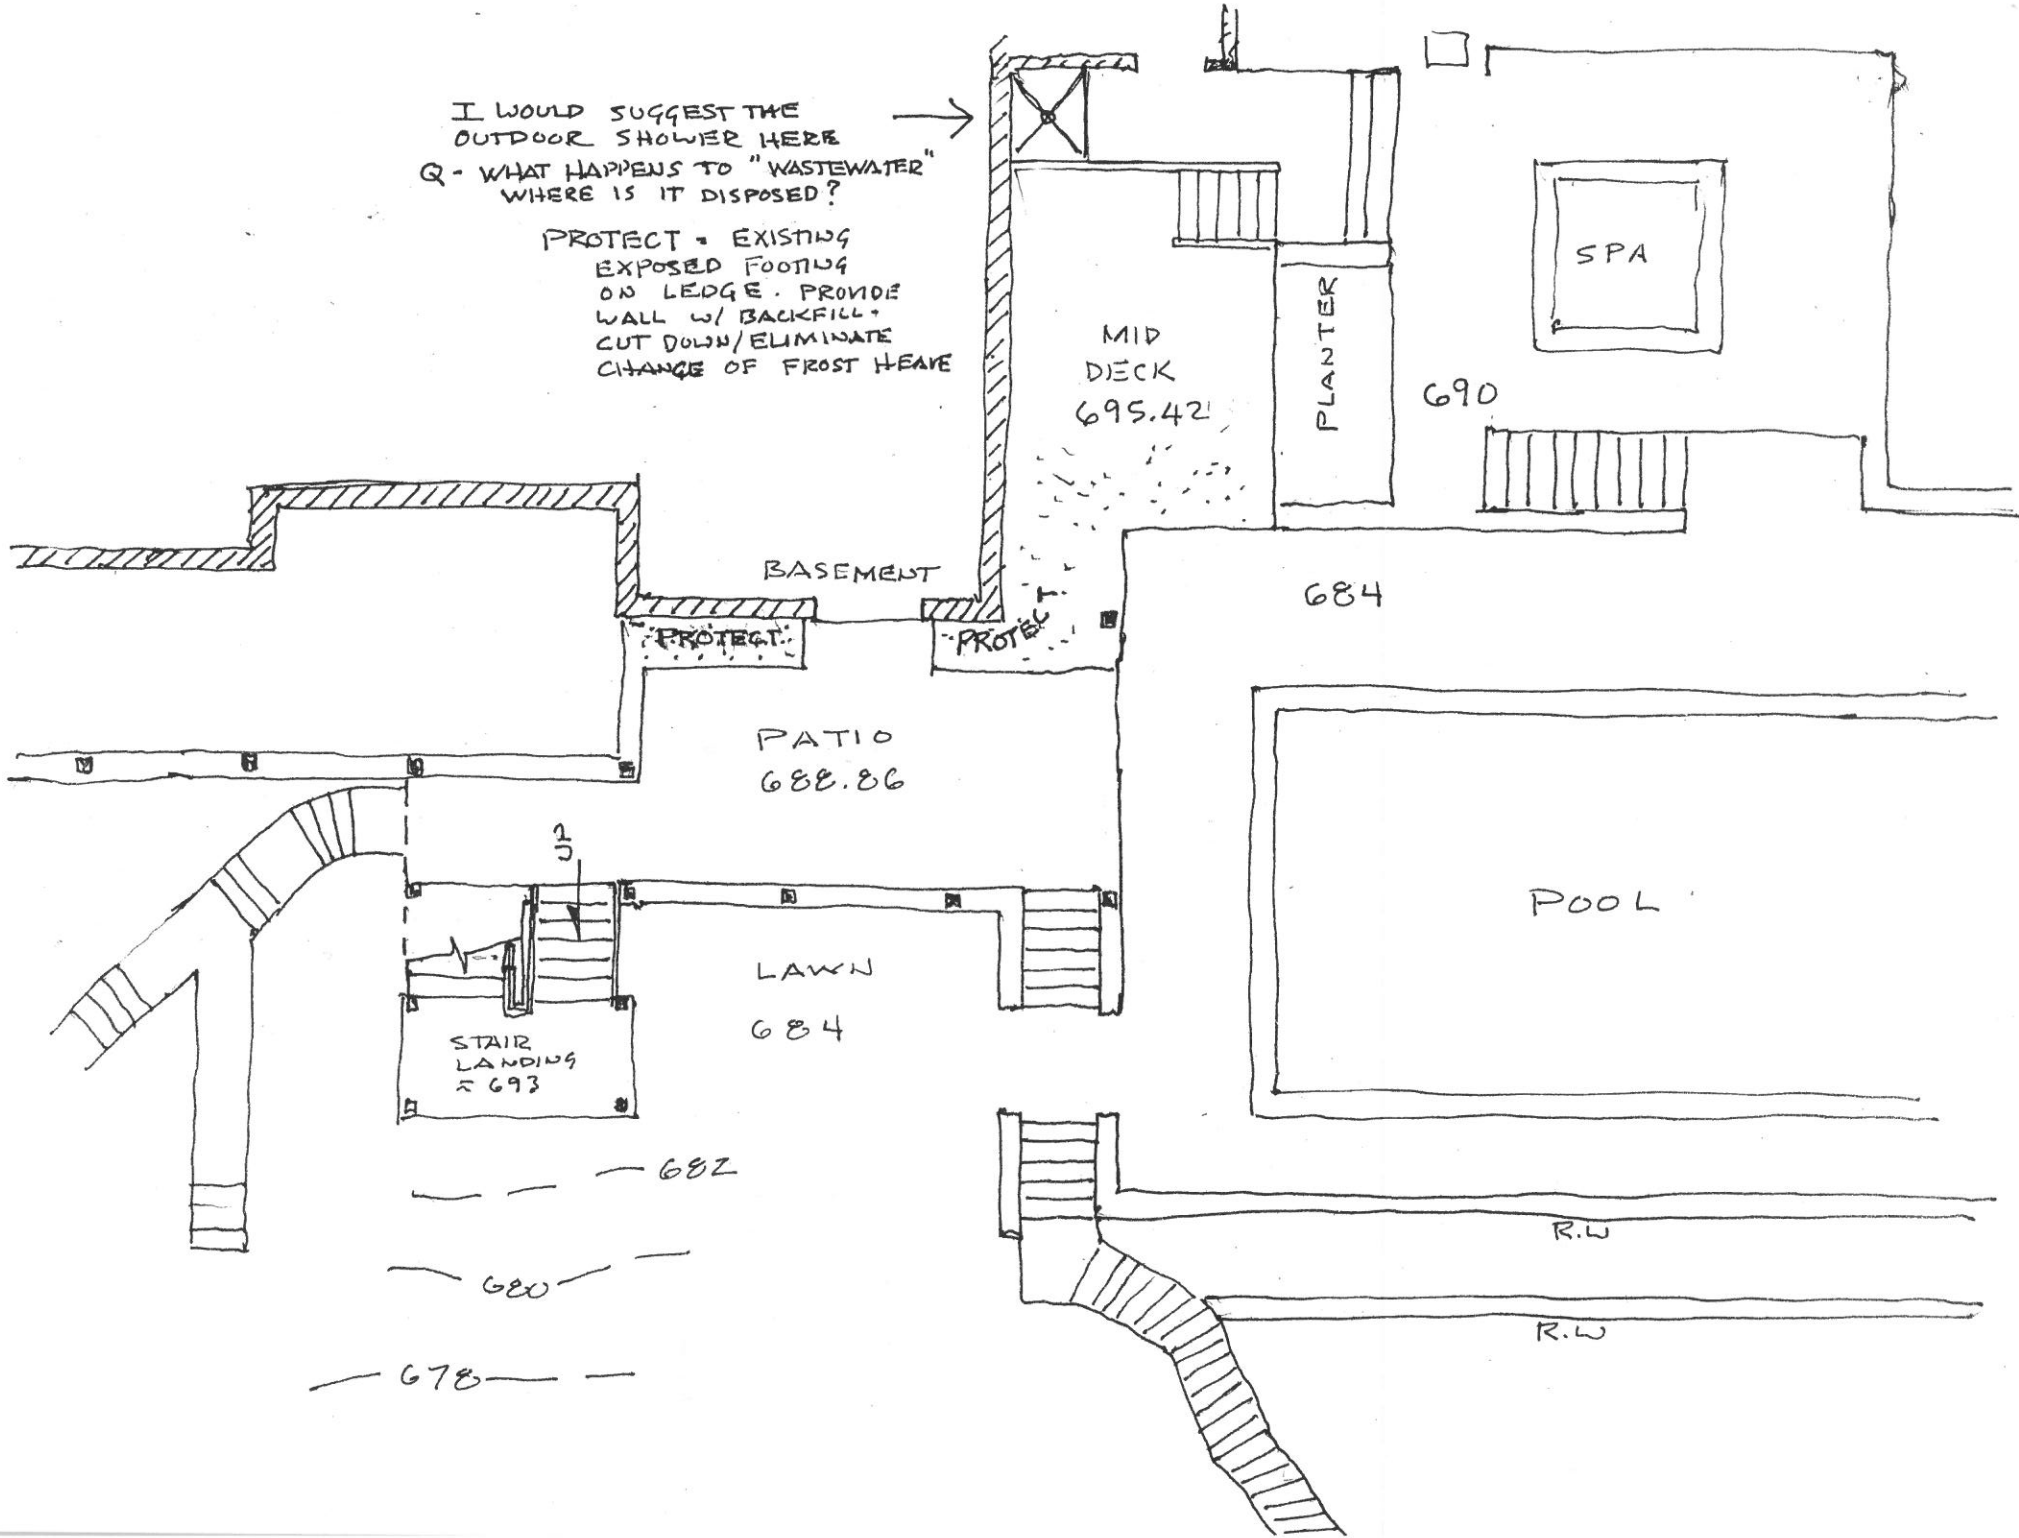 I WOULD SUGGEST THE
OUTDOOR SHOWER HERE
Q - WHAT HAPPENS TO "WASTEWATER"
WHERE IS IT DISPOSED?
PROTECT - EXISTING
EXPOSED FOOTING
ON LEDGE. PROVIDE
WALL W/ BACKFILL.
CUT DOWN/ELIMINATE
CHANGE OF FROST HEAVE
SPA
MID
DECK
695.42
PLANTER
690
BASEMENT
684
PROTECT
PROTECT
PATIO
688.86
POOL
LAWN
684
STAIR
LANDING
≈ 693
682
680
678
R.W
R.W